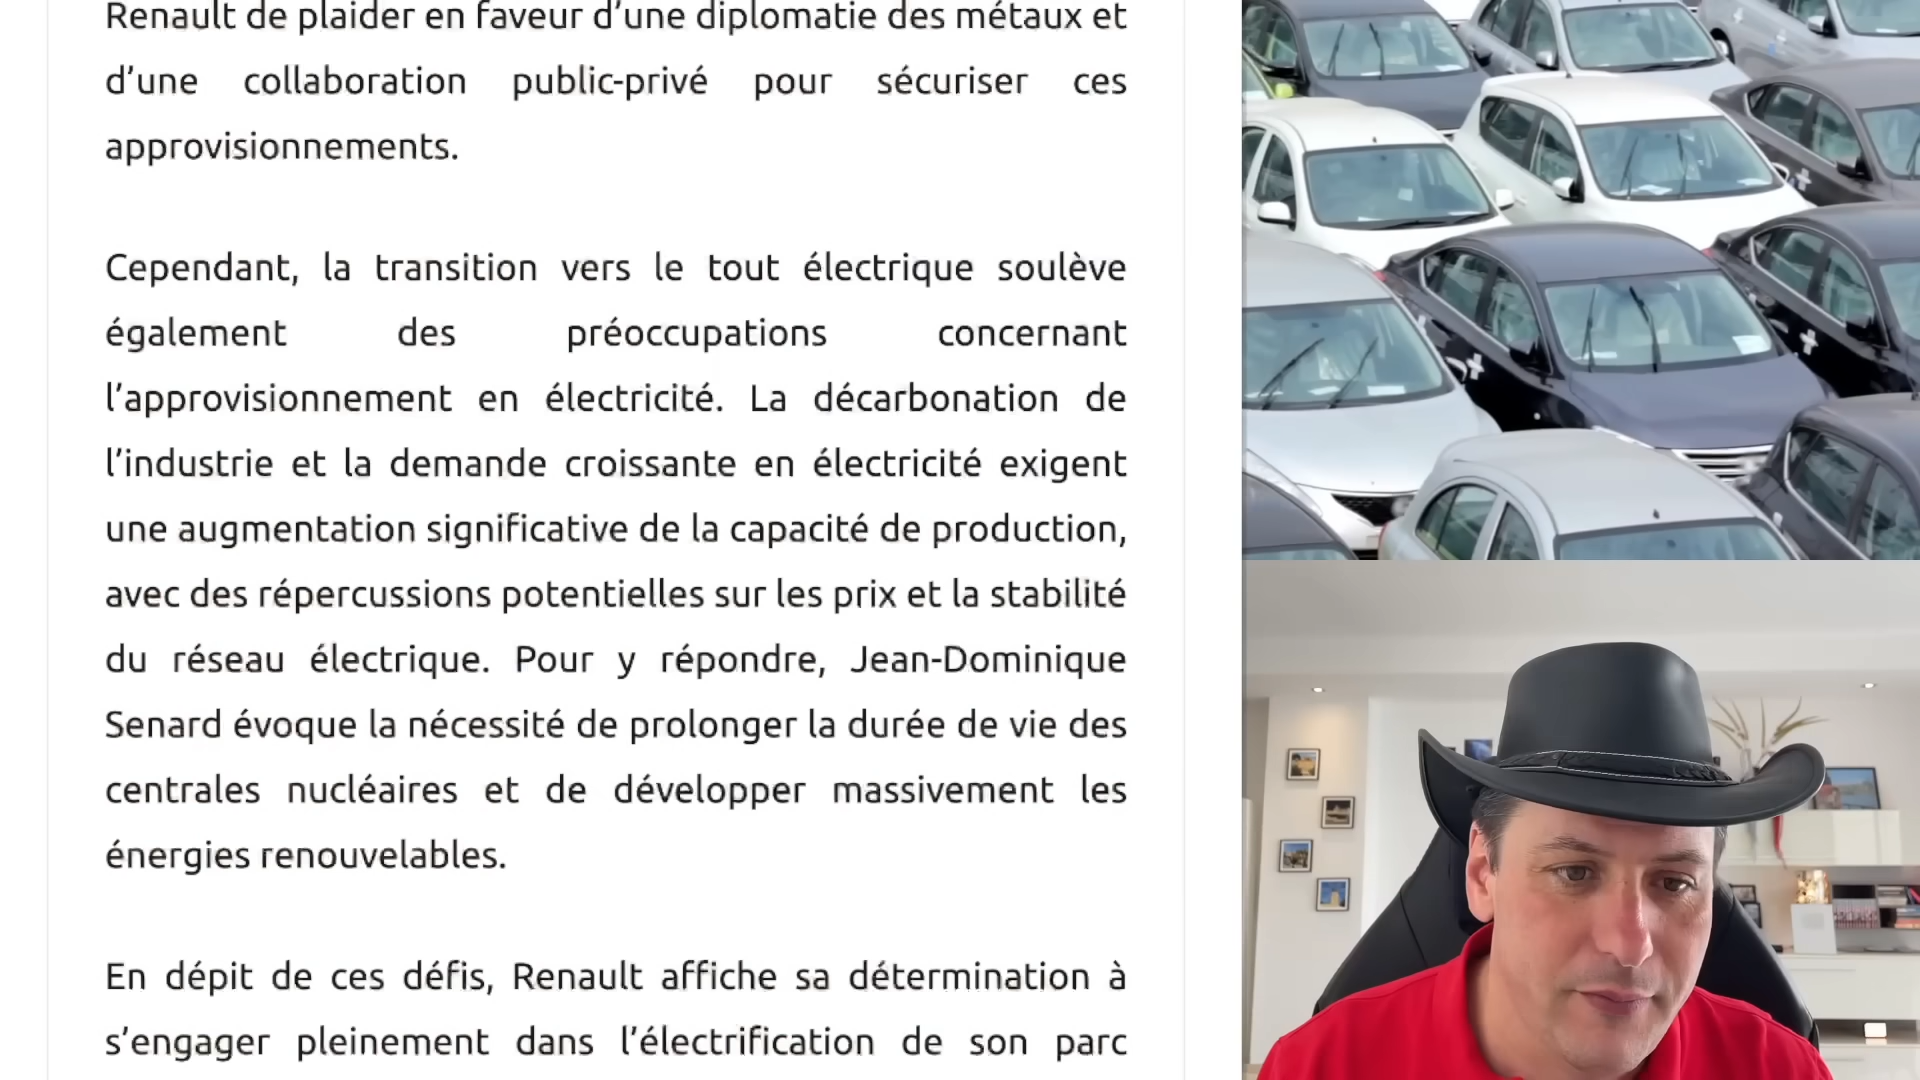 Renault de plaider en faveur d’une diplomatie des métaux et
d’une collaboration public-privé pour sécuriser ces
approvisionnements.
Cependant, la transition vers le tout électrique soulève
également des préoccupations concernant
l’approvisionnement en électricité. La décarbonation de
l’industrie et la demande croissante en électricité exigent
une augmentation significative de la capacité de production,
avec des répercussions potentielles sur les prix et la stabilité
du réseau électrique. Pour y répondre, Jean-Dominique
Senard évoque la nécessité de prolonger la durée de vie des
centrales nucléaires et de développer massivement les
énergies renouvelables.
En dépit de ces défis, Renault affiche sa détermination à
s’engager pleinement dans l’électrification de son parc